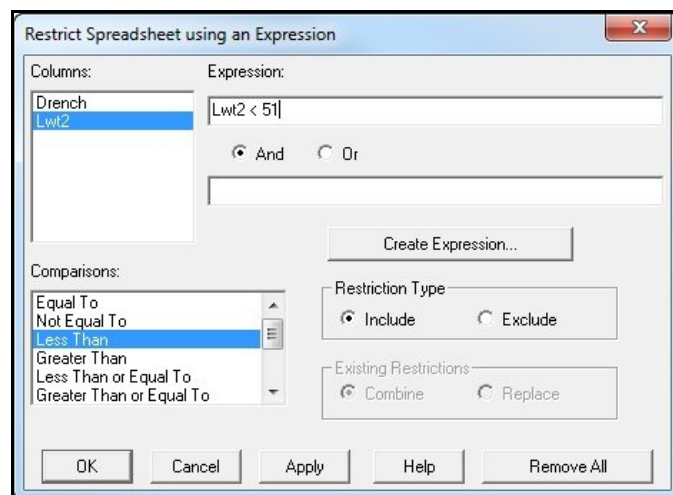 Restrict Spreadsheet using an Expression
Columns:
Expression:
Drench
Lwt2
Lwt2 < 51
And
Or
Create Expression...
Comparisons:
Equal To
Not Equal To
Less Than
Greater Than
Less Than or Equal To
Greater Than or Equal To
Restriction Type
Include
Exclude
Existing Restrictions
Combine
Replace
OK
Cancel
Apply
Help
Remove All